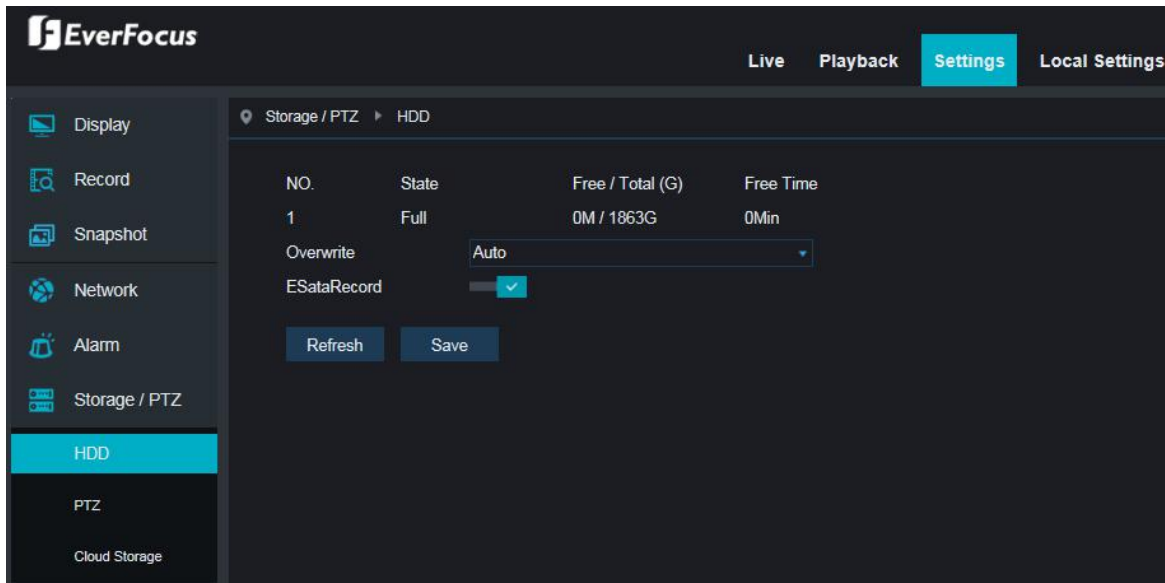 EverFocus
Live Playback Settings Local Settings
Display
Record
Snapshot
Network
Alarm
Storage / PTZ
HDD
PTZ
Cloud Storage
Storage / PTZ HDD
NO. State Free / Total (G) Free Time
1 Full 0M / 1863G 0Min
Overwrite Auto
ESataRecord
Refresh Save